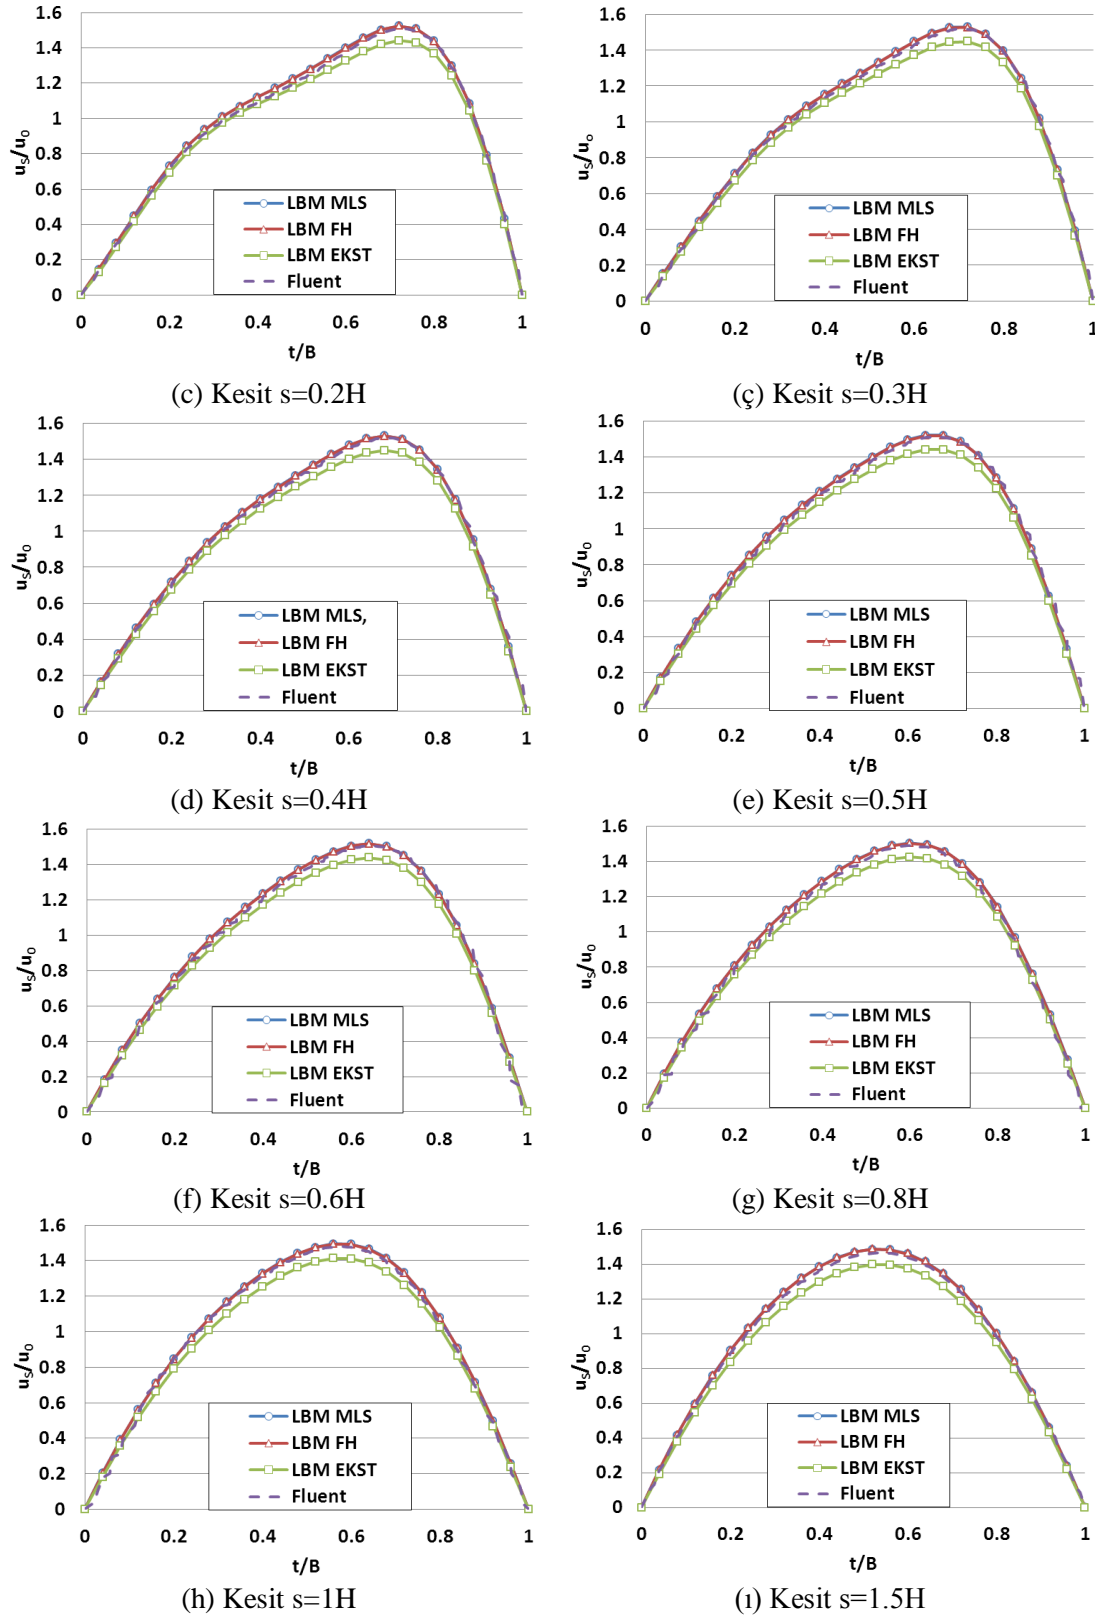 1.6
1.4
1.2
1
0.8
0.6
0.4
0.2
0
us/u0
LBM MLS
LBM FH
LBM EKST
Fluent
0 0.2 0.4 0.6 0.8 1
t/B
(c) Kesit s=0.2H
1.6
1.4
1.2
1
0.8
0.6
0.4
0.2
0
us/uo
LBM MLS
LBM FH
LBM EKST
Fluent
0 0.2 0.4 0.6 0.8 1
t/B
(ç) Kesit s=0.3H
1.6
1.4
1.2
1
0.8
0.6
0.4
0.2
0
us/u0
LBM MLS,
LBM FH
LBM EKST
Fluent
0 0.2 0.4 0.6 0.8 1
t/B
(d) Kesit s=0.4H
1.6
1.4
1.2
1
0.8
0.6
0.4
0.2
0
us/u0
LBM MLS
LBM FH
LBM EKST
Fluent
0 0.2 0.4 0.6 0.8 1
t/B
(e) Kesit s=0.5H
1.6
1.4
1.2
1
0.8
0.6
0.4
0.2
0
us/u0
LBM MLS
LBM FH
LBM EKST
Fluent
0 0.2 0.4 0.6 0.8 1
t/B
(f) Kesit s=0.6H
1.6
1.4
1.2
1
0.8
0.6
0.4
0.2
0
us/u0
LBM MLS
LBM FH
LBM EKST
Fluent
0 0.2 0.4 0.6 0.8 1
t/B
(g) Kesit s=0.8H
1.6
1.4
1.2
1
0.8
0.6
0.4
0.2
0
us/u0
LBM MLS
LBM FH
LBM EKST
Fluent
0 0.2 0.4 0.6 0.8 1
t/B
(h) Kesit s=1H
1.6
1.4
1.2
1
0.8
0.6
0.4
0.2
0
us/u0
LBM MLS
LBM FH
LBM EKST
Fluent
0 0.2 0.4 0.6 0.8 1
t/B
(ı) Kesit s=1.5H